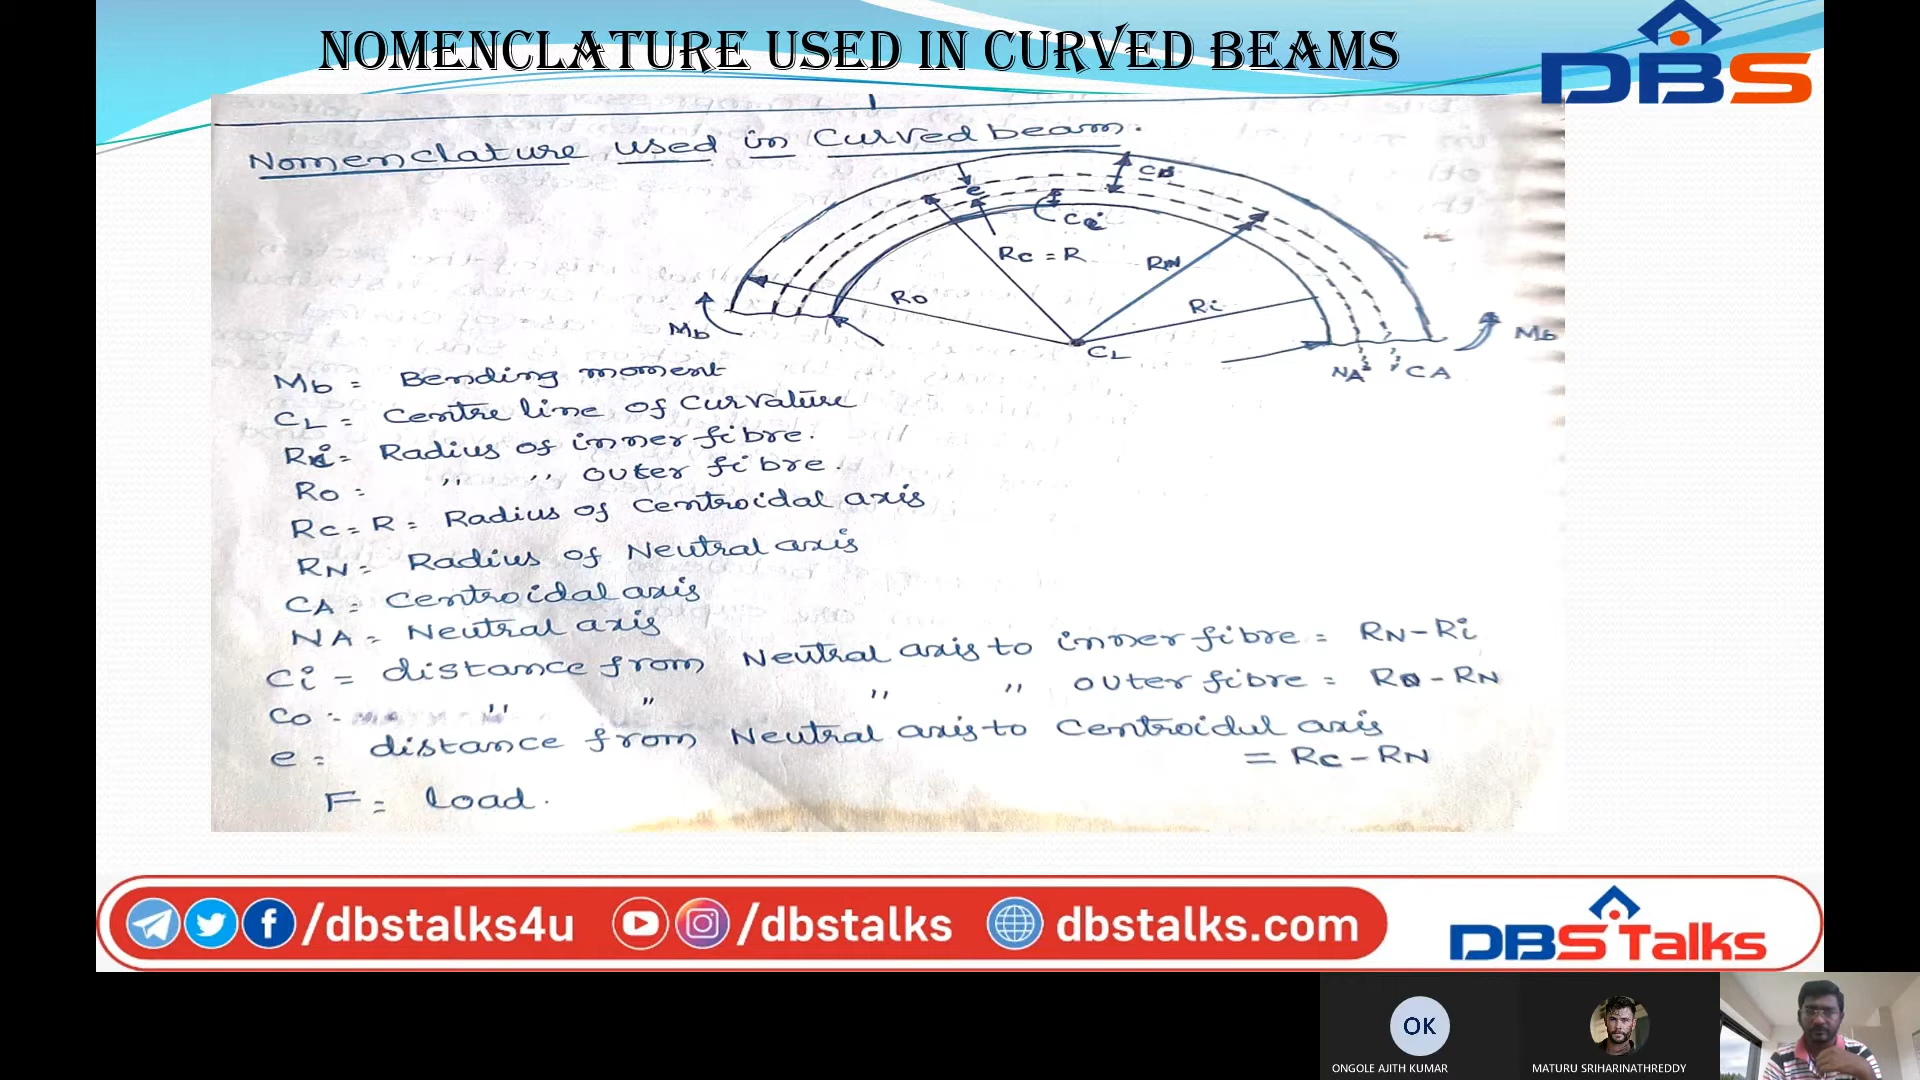 NOMENCLATURE USED IN CURVED BEAMS
DBS
Nomenclature used in Curved beam.
e
Ci
Rc = R
RN
Ro
Ri
Mb
CL
Mb
NA
CA
Mb = Bending moment
CL = Centre line of curvature
Ri = Radius of inner fibre.
Ro = ,, ,, outer fibre.
Rc = R = Radius of Centroidal axis
RN = Radius of Neutral axis
CA = Centroidal axis
NA = Neutral axis
Ci = distance from Neutral axis to inner fibre = RN - Ri
Co = ,, ,, ,, ,, outer fibre = Ro - RN
e = distance from Neutral axis to Centroidul axis
= Rc - RN
F = load.
/dbstalks4u /dbstalks dbstalks.com
DBS Talks
OK
ONGOLE AJITH KUMAR
MATURU SRIHARINATHREDDY